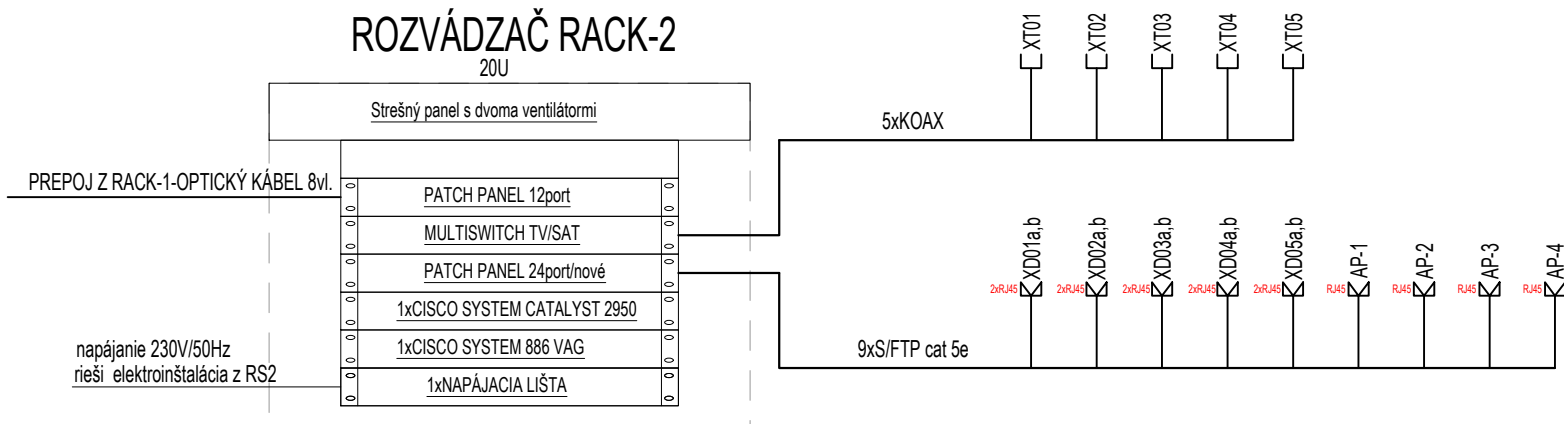 ROZVÁDZAČ RACK-2
20U
Strešný panel s dvoma ventilátormi
PREPOJ Z RACK-1-OPTICKÝ KÁBEL 8vl.
PATCH PANEL 12port
MULTISWITCH TV/SAT
PATCH PANEL 24port/nové
1xCISCO SYSTEM CATALYST 2950
1xCISCO SYSTEM 886 VAG
1xNAPÁJACIA LIŠTA
napájanie 230V/50Hz
rieši elektroinštalácia z RS2
5xKOAX
XT01
XT02
XT03
XT04
XT05
9xS/FTP cat 5e
2xRJ45
XD01a,b
2xRJ45
XD02a,b
2xRJ45
XD03a,b
2xRJ45
XD04a,b
2xRJ45
XD05a,b
RJ45
AP-1
RJ45
AP-2
RJ45
AP-3
RJ45
AP-4